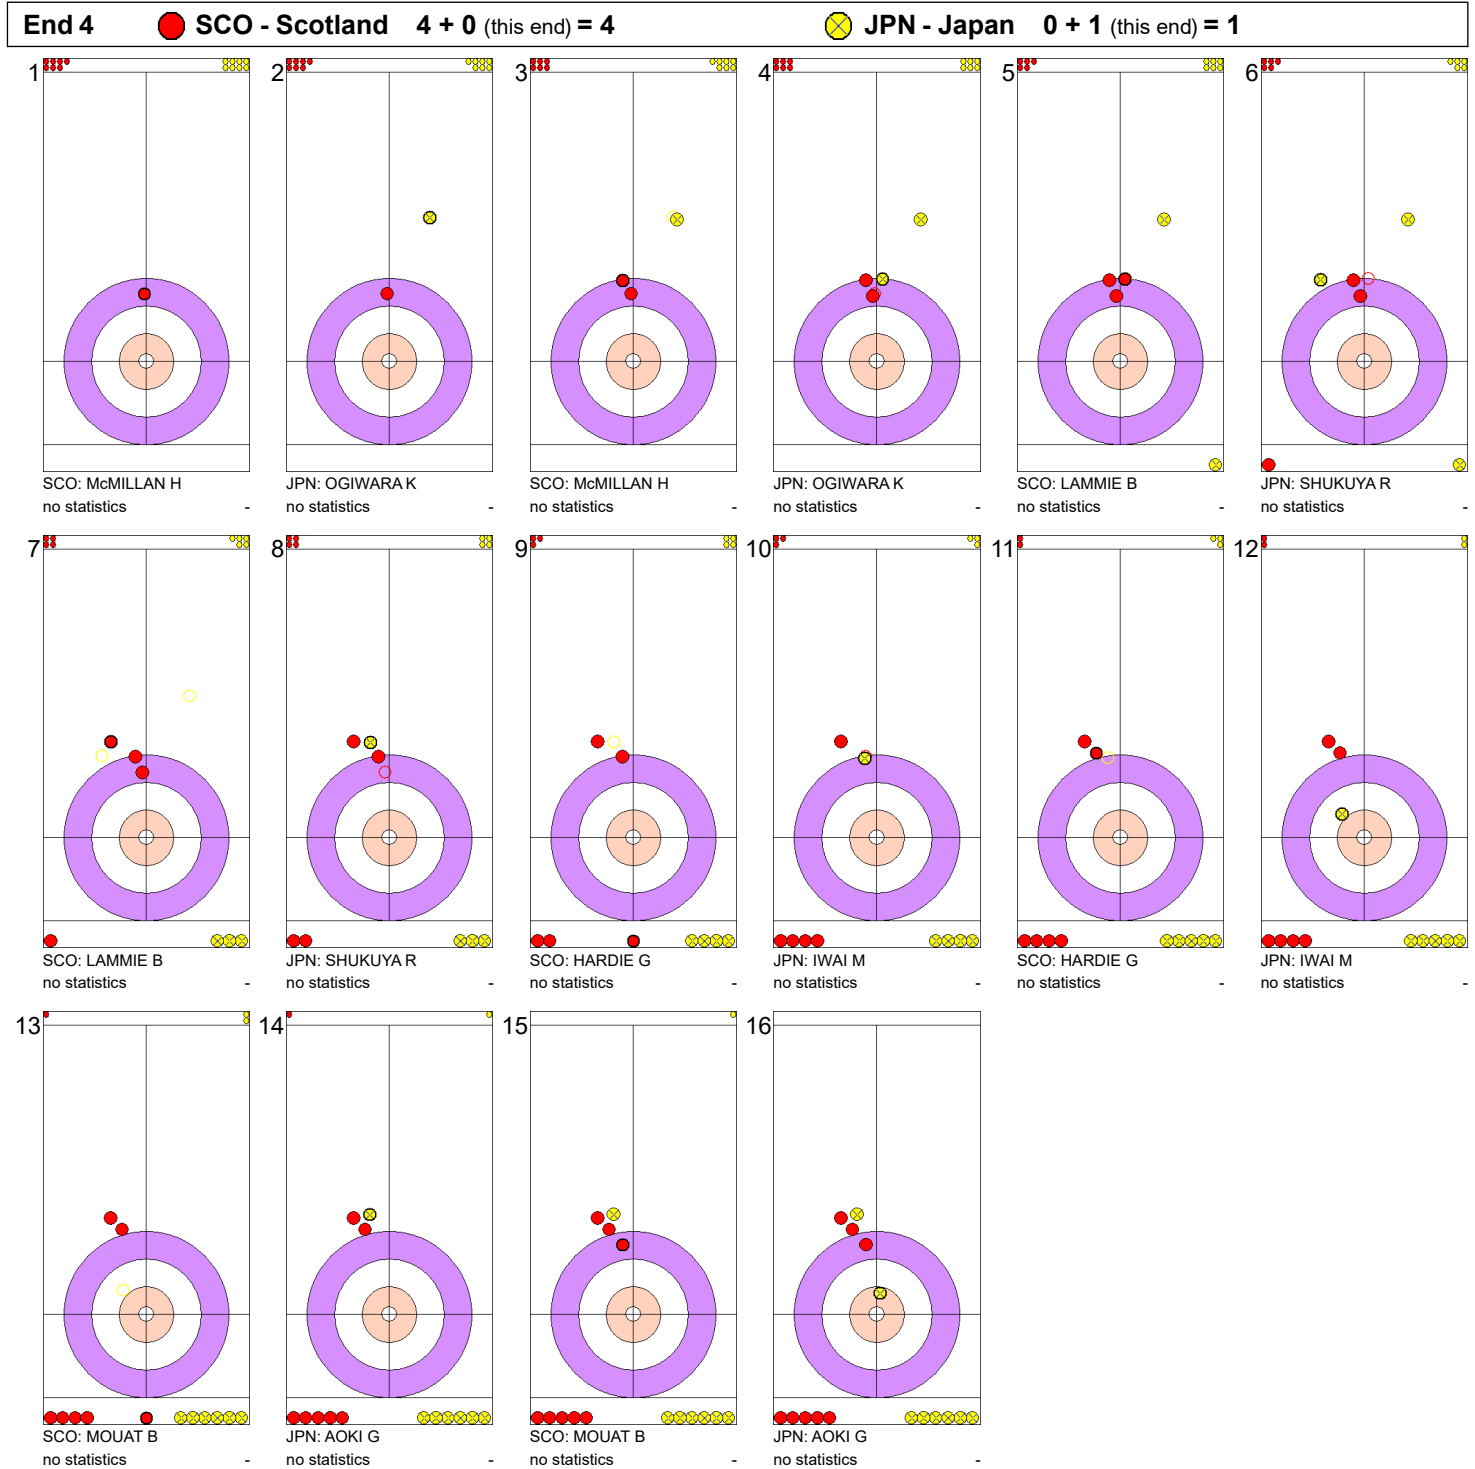 End 4 SCO - Scotland 4 + 0 (this end) = 4 JPN - Japan 0 + 1 (this end) = 1
1 2 3 4 5 6
SCO: McMILLAN H JPN: OGIWARA K SCO: McMILLAN H JPN: OGIWARA K SCO: LAMMIE B JPN: SHUKUYA R
no statistics - no statistics - no statistics - no statistics - no statistics - no statistics -
7 8 9 10 11 12
SCO: LAMMIE B JPN: SHUKUYA R SCO: HARDIE G JPN: IWAI M SCO: HARDIE G JPN: IWAI M
no statistics - no statistics - no statistics - no statistics - no statistics - no statistics -
13 14 15 16
SCO: MOUAT B JPN: AOKI G SCO: MOUAT B JPN: AOKI G
no statistics - no statistics - no statistics - no statistics -